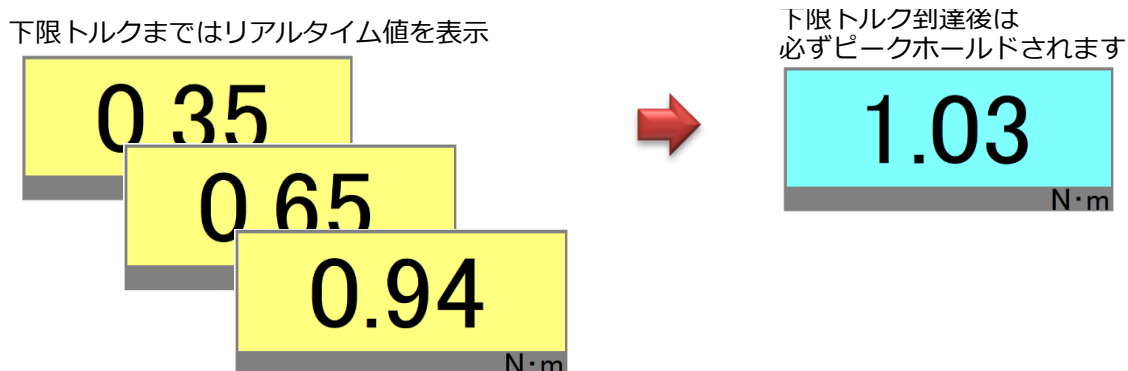 下限トルクまではリアルタイム値を表示
0.35
0.65
0.94
N･m
下限トルク到達後は
必ずピークホールドされます
1.03
N･m